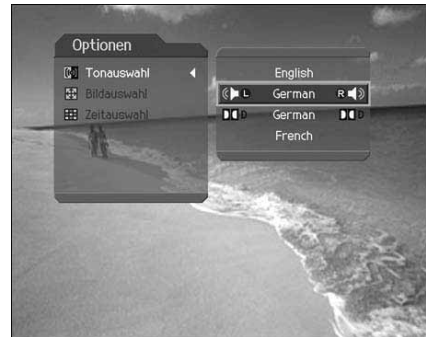 Optionen
Tonauswahl
Bildauswahl
Zeitauswahl
English
L German R
D German D
French